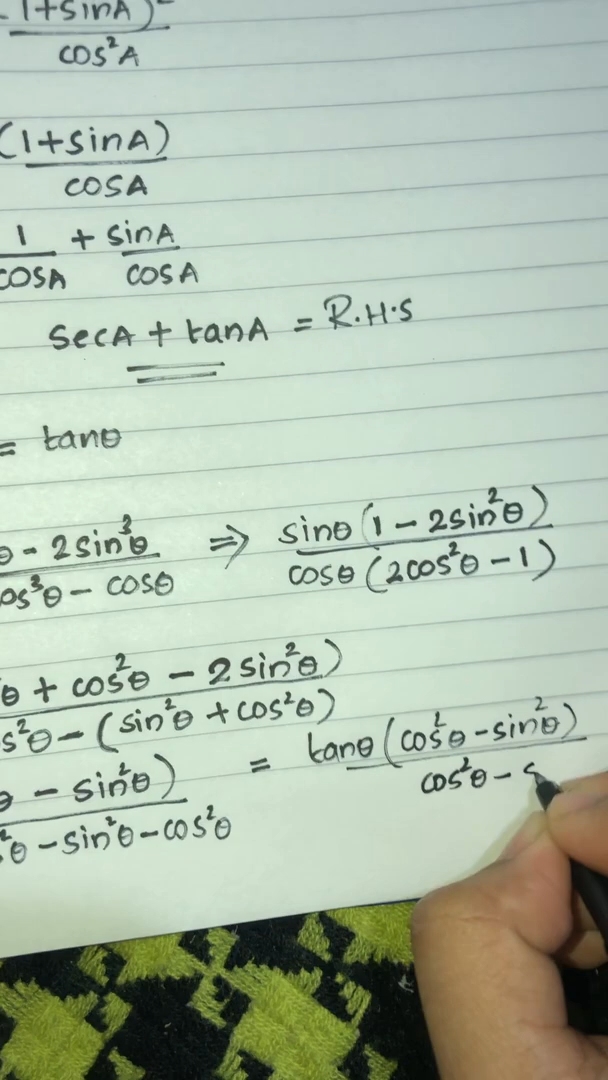 1+sinA)²
cos²A
(1+sinA)
cosA
1 + sinA
cosA cosA
secA + tanA = R.H.S
= tanθ
θ - 2sin³θ ⇒ sinθ(1 - 2sin²θ)
os³θ - cosθ cosθ(2cos²θ - 1)
θ + cos²θ - 2sin²θ)
s²θ - (sin²θ + cos²θ)
θ - sin²θ) = tanθ(cos²θ - sin²θ)
²θ - sin²θ - cos²θ cos²θ - s